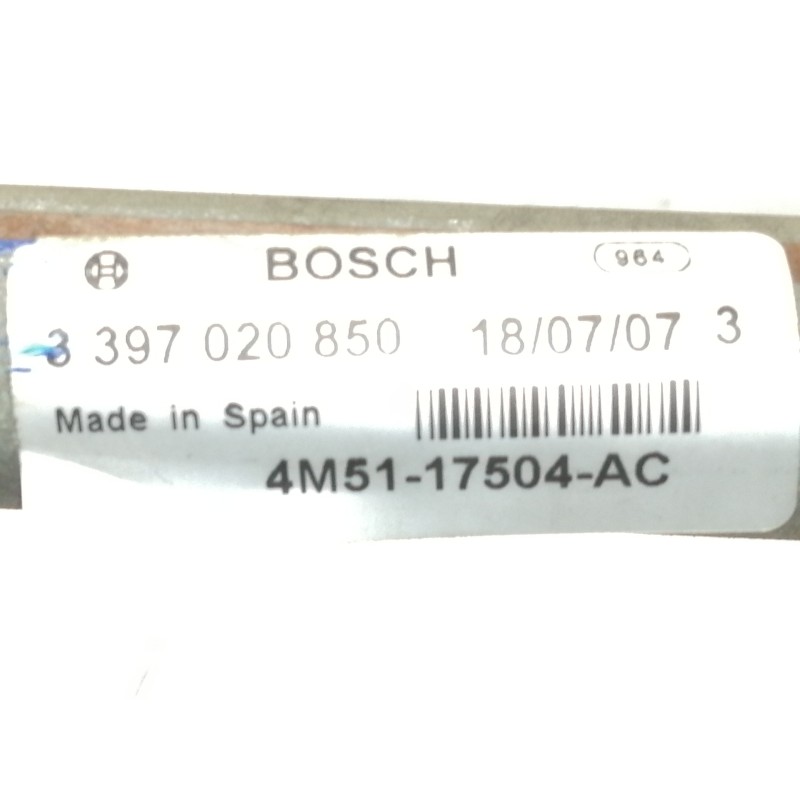 BOSCH 964
3 397 020 850 18/07/07 3
Made in Spain
4M51-17504-AC